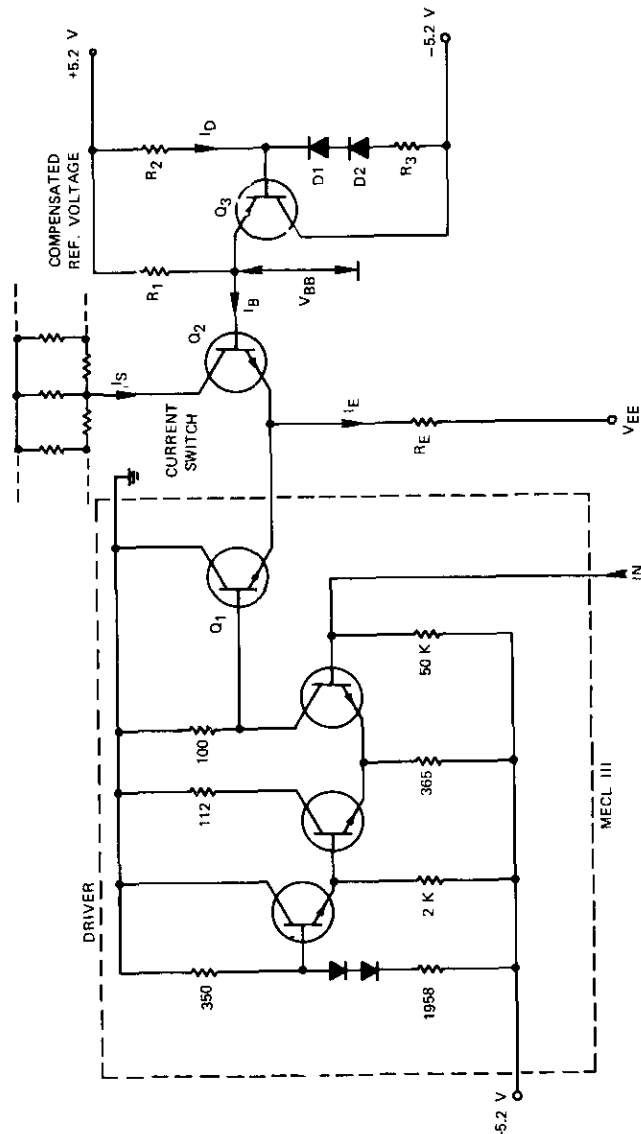 DRIVER
350
112
100
2 K
365
50 K
1958
-5.2 V
MECL III
IN
Q1
CURRENT
SWITCH
IS
Q2
IE
RE
VEE
IB
VBB
R1
COMPENSATED
REF. VOLTAGE
Q3
R2
ID
D1
D2
R3
+5.2 V
-5.2 V